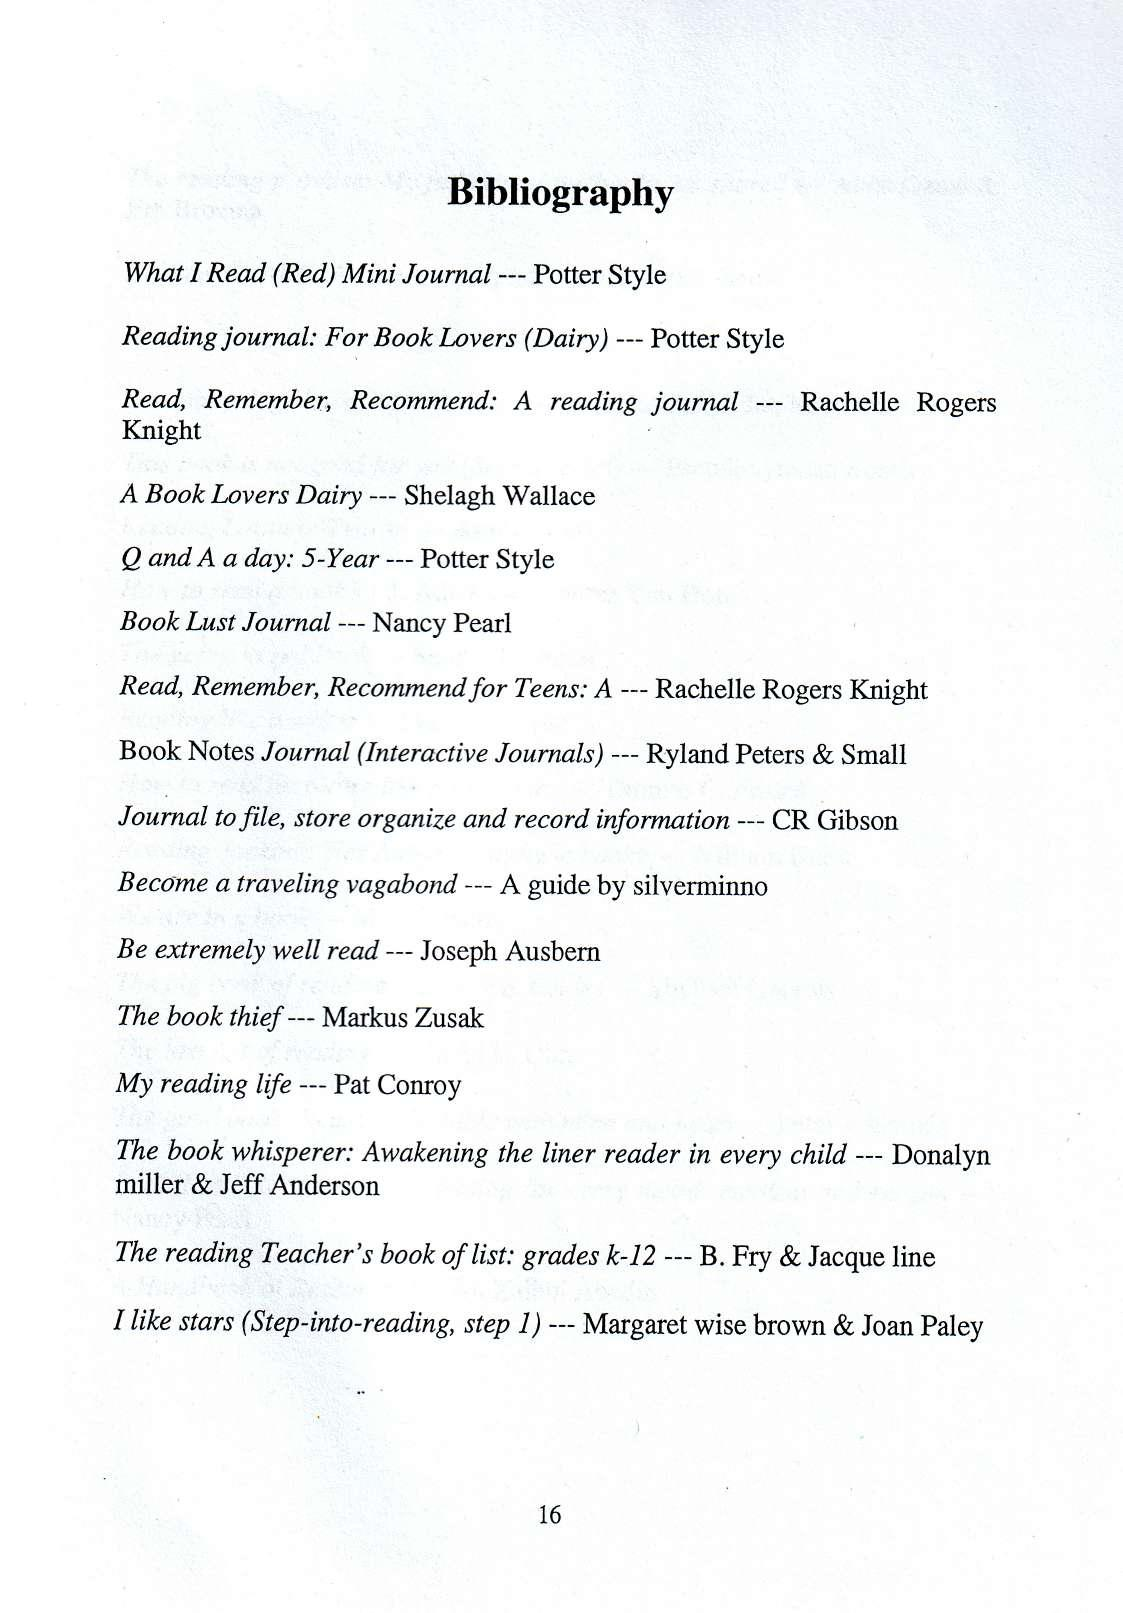 Bibliography
What I Read (Red) Mini Journal --- Potter Style
Reading journal: For Book Lovers (Dairy) --- Potter Style
Read, Remember, Recommend: A reading journal --- Rachelle Rogers
Knight
A Book Lovers Dairy --- Shelagh Wallace
Q and A a day: 5-Year --- Potter Style
Book Lust Journal --- Nancy Pearl
Read, Remember, Recommend for Teens: A --- Rachelle Rogers Knight
Book Notes Journal (Interactive Journals) --- Ryland Peters & Small
Journal to file, store organize and record information --- CR Gibson
Become a traveling vagabond --- A guide by silverminno
Be extremely well read --- Joseph Ausbern
The book thief --- Markus Zusak
My reading life --- Pat Conroy
The book whisperer: Awakening the liner reader in every child --- Donalyn
miller & Jeff Anderson
The reading Teacher's book of list: grades k-12 --- B. Fry & Jacque line
I like stars (Step-into-reading, step 1) --- Margaret wise brown & Joan Paley
16